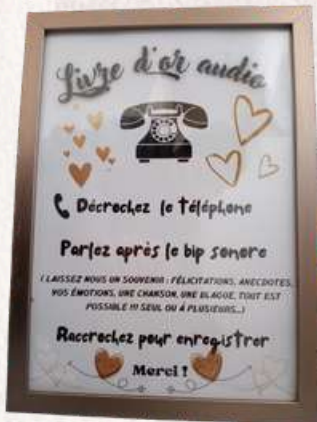 Livre d'or audio
Décrochez le téléphone
Parlez après le bip sonore
( LAISSEZ NOUS UN SOUVENIR : FÉLICITATIONS, ANECDOTES,
VOS ÉMOTIONS, UNE CHANSON, UNE BLAGUE, TOUT EST
POSSIBLE !!! SEUL OU À PLUSIEURS...)
Raccrochez pour enregistrer
Merci !